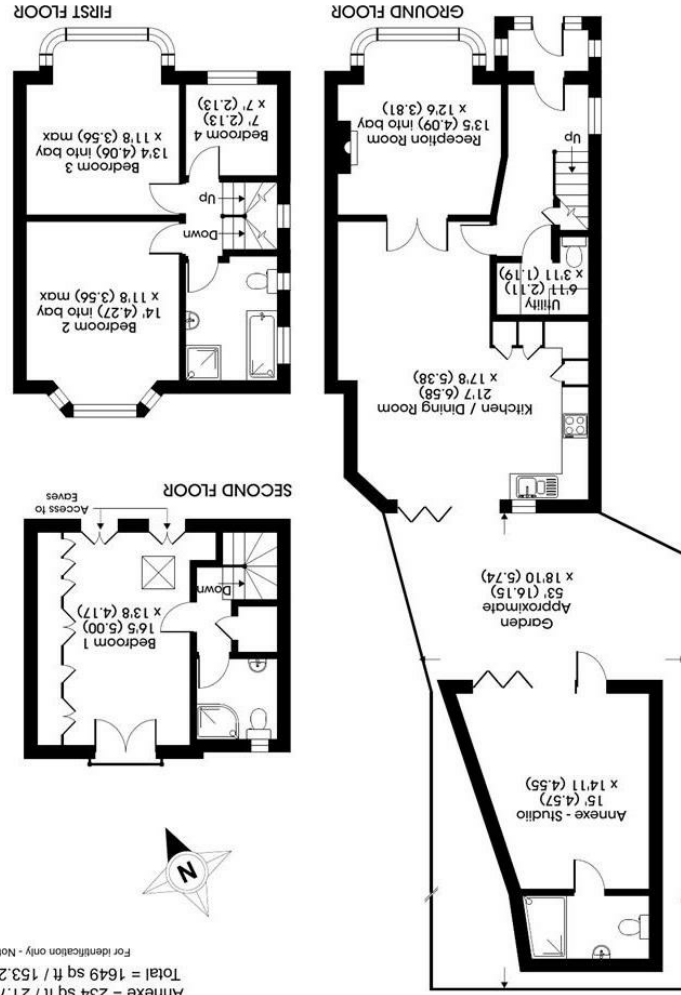 Annexe = 234 sq ft / 21.7
Total = 1649 sq ft / 153.2
For identification only - Not
N
Annexe - Studiio
15' (4.57)
x 14'11 (4.55)
Garden
Approximate
53' (16.15)
x 18'10 (5.74)
Bedroom 1
16'5 (5.00)
x 13'8 (4.17)
Down
Access to
Eaves
SECOND FLOOR
Kitchen / Dining Room
21'7 (6.58)
x 17'8 (5.38)
Utility
6'11 (2.11)
x 3'11 (1.19)
Up
Reception Room
13'5 (4.09) into bay
x 12'6 (3.81)
GROUND FLOOR
Bedroom 2
14' (4.27) into bay
x 11'8 (3.56) max
Down
Up
Bedroom 3
13'4 (4.06) into bay
x 11'8 (3.56) max
Bedroom 4
7' (2.13)
x 7' (2.13)
FIRST FLOOR